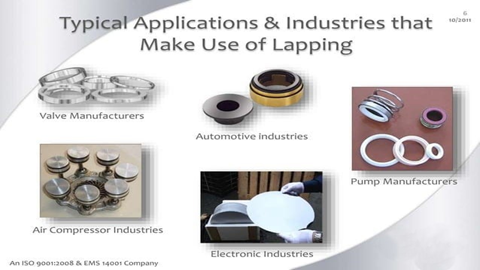 6
10/2011
Typical Applications & Industries that
Make Use of Lapping
Valve Manufacturers
Automotive industries
Pump Manufacturers
Air Compressor Industries
Electronic Industries
An ISO 9001:2008 & EMS 14001 Company